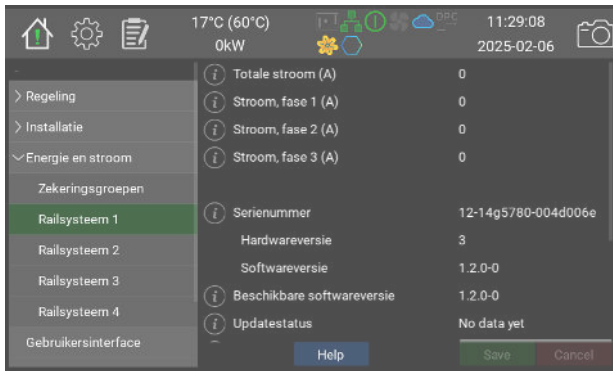 17°C (60°C)
0kW
DPC
11:29:08
2025-02-06
-
> Regeling
> Installatie
Energie en stroom
Zekeringsgroepen
Railsysteem 1
Railsysteem 2
Railsysteem 3
Railsysteem 4
Gebruikersinterface
i Totale stroom (A) 0
i Stroom, fase 1 (A) 0
i Stroom, fase 2 (A) 0
i Stroom, fase 3 (A) 0
i Serienummer 12-14g5780-004d006e
Hardwareversie 3
Softwareversie 1.2.0-0
i Beschikbare softwareversie 1.2.0-0
i Updatestatus No data yet
Help Save Cancel